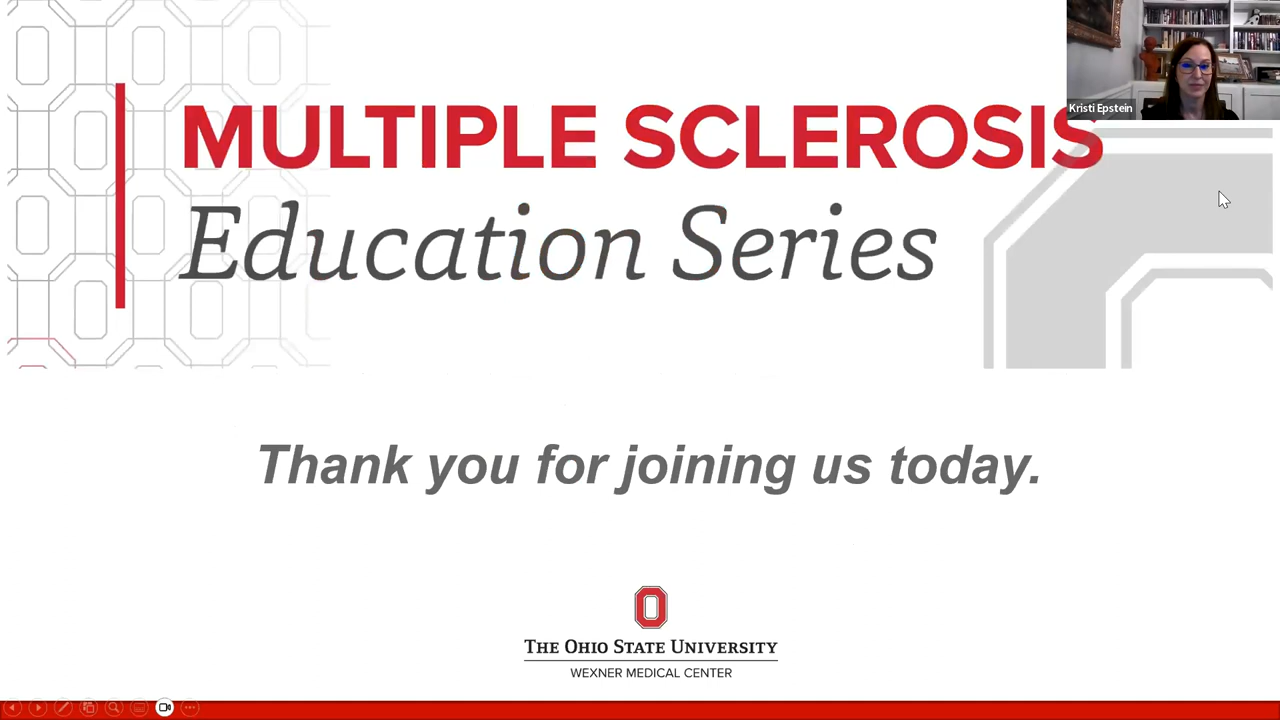 Kristi Epstein
MULTIPLE SCLEROSIS
Education Series
Thank you for joining us today.
THE OHIO STATE UNIVERSITY
WEXNER MEDICAL CENTER